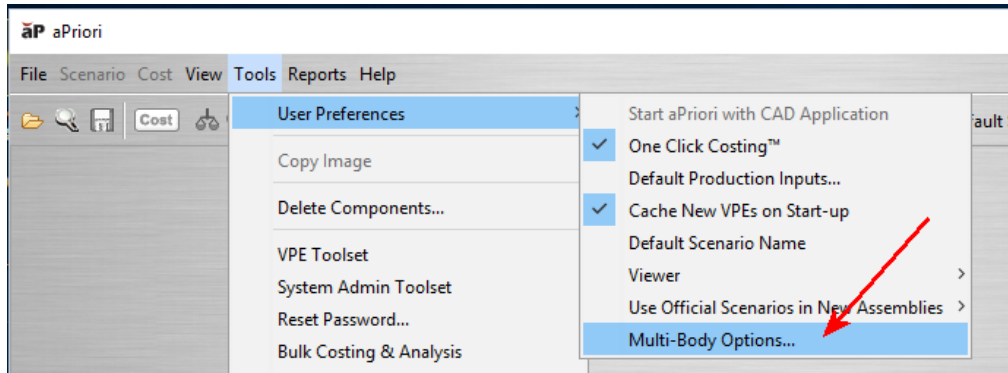 aP aPriori
File Scenario Cost View Tools Reports Help
Cost
ault
User Preferences
Copy Image
Delete Components...
VPE Toolset
System Admin Toolset
Reset Password...
Bulk Costing & Analysis
Start aPriori with CAD Application
One Click Costing™
Default Production Inputs...
Cache New VPEs on Start-up
Default Scenario Name
Viewer
Use Official Scenarios in New Assemblies
Multi-Body Options...